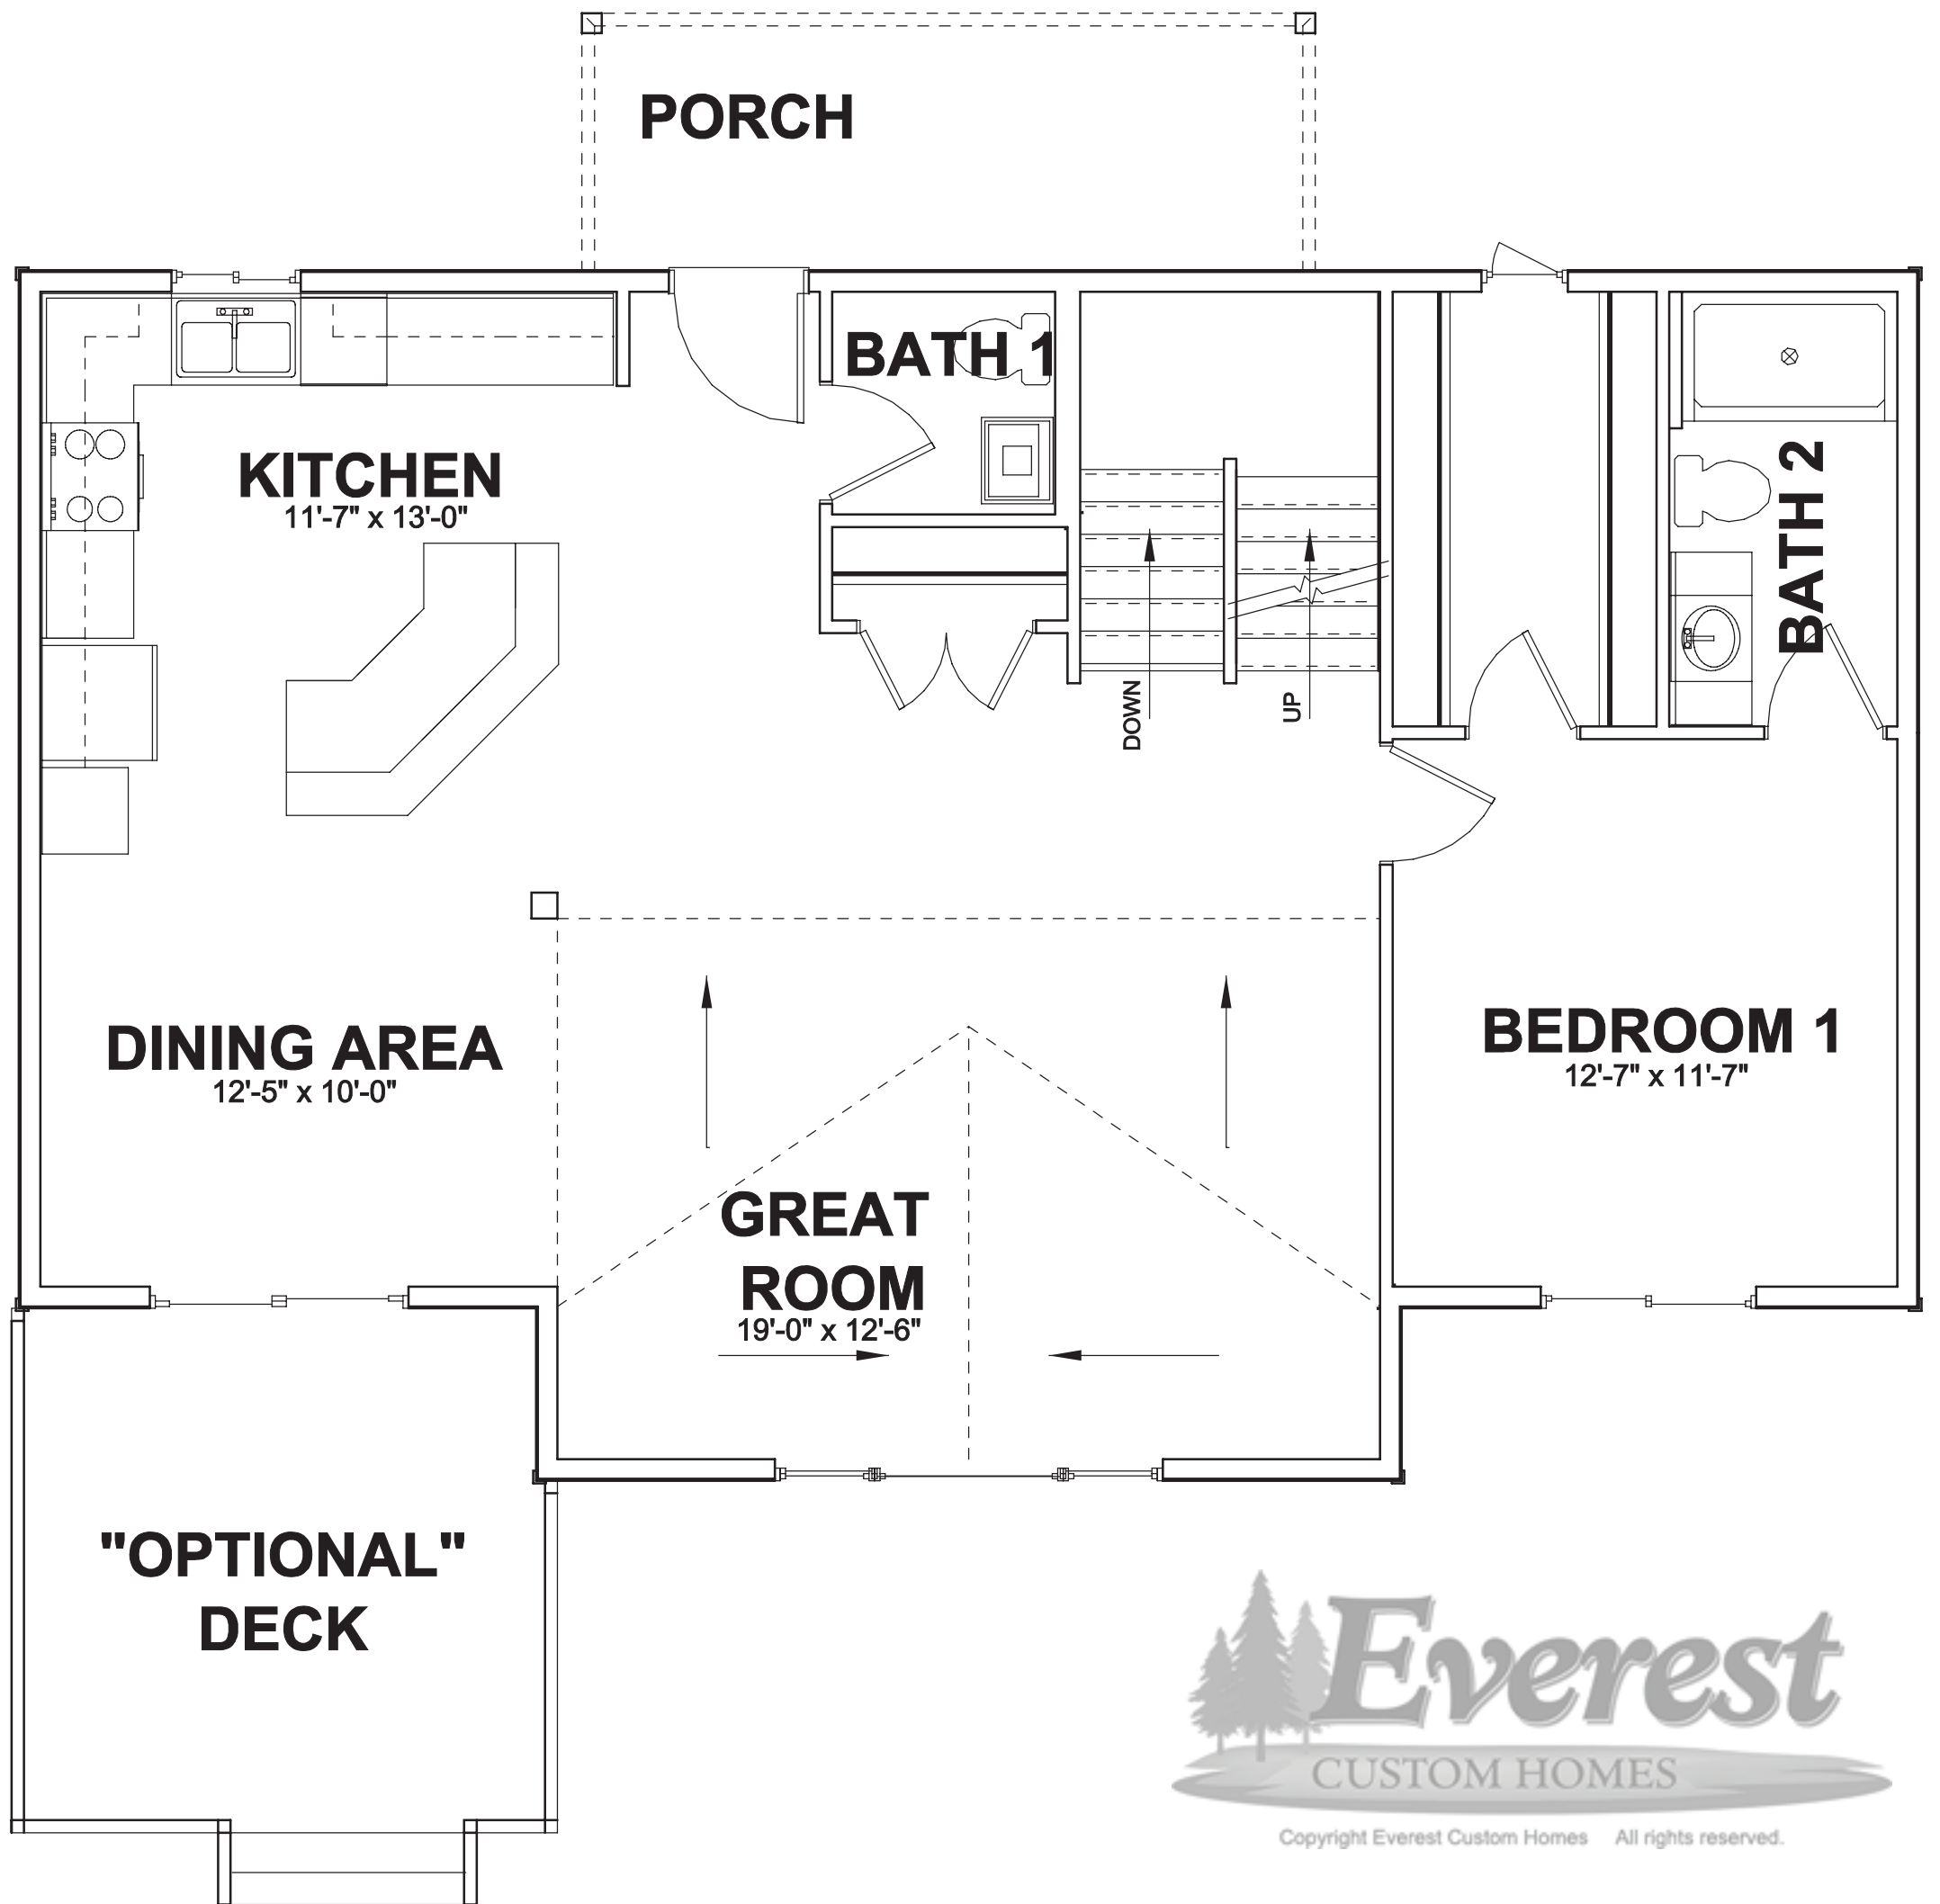 PORCH
BATH 1
KITCHEN
11'-7" x 13'-0"
BATH 2
DOWN
UP
DINING AREA
12'-5" x 10'-0"
BEDROOM 1
12'-7" x 11'-7"
GREAT
ROOM
19'-0" x 12'-6"
"OPTIONAL"
DECK
Everest
CUSTOM HOMES
Copyright Everest Custom Homes All rights reserved.